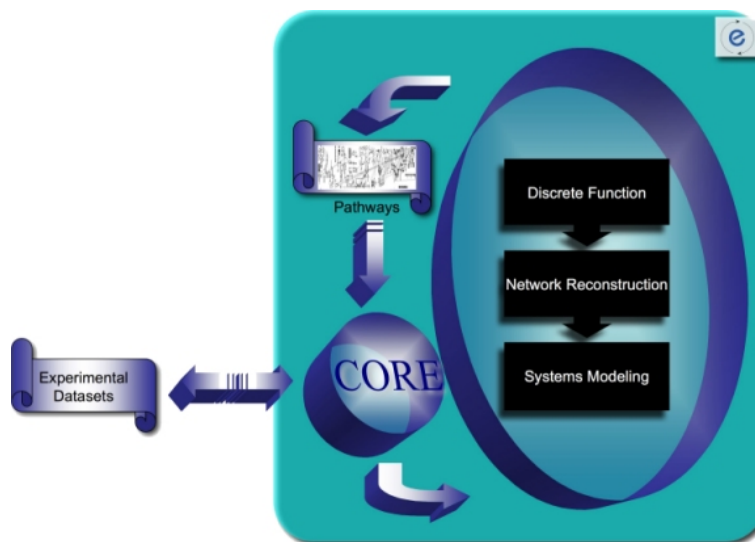 e
Pathways
Discrete Function
Network Reconstruction
Systems Modeling
CORE
Experimental
Datasets